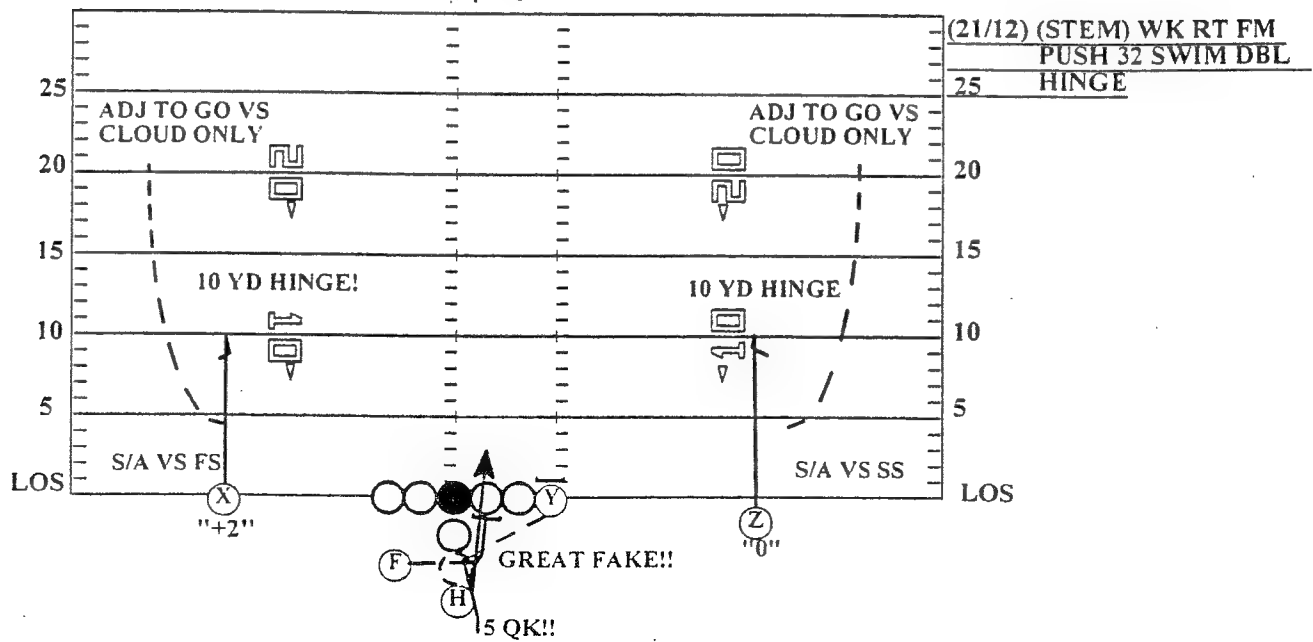 (21/12) (STEM) WK RT FM
PUSH 32 SWIM DBL
HINGE
25
25
ADJ TO GO VS
CLOUD ONLY
ADJ TO GO VS
CLOUD ONLY
20
20
20
20
15
15
10 YD HINGE!
10 YD HINGE
10
10
10
10
5
5
S/A VS FS
S/A VS SS
LOS
LOS
X
Y
Z
"+2"
"0"
F
GREAT FAKE!!
H
5 QK!!